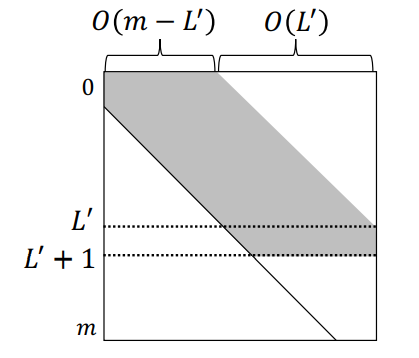 O(m − L′) O(L′)
0
L′
L′ + 1
m